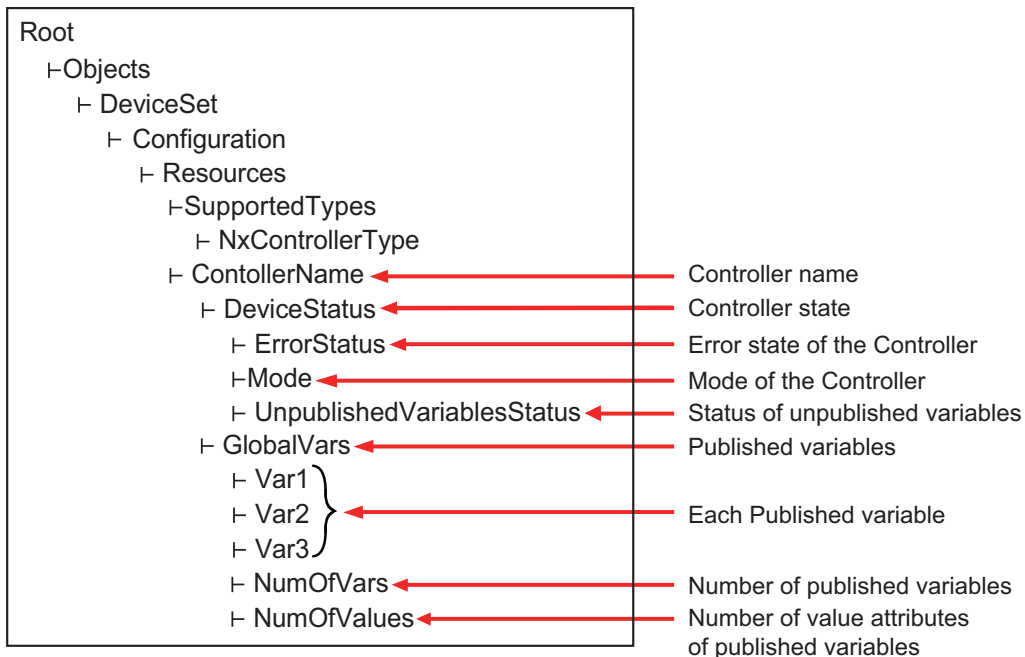 Root
⊢Objects
⊢ DeviceSet
⊢ Configuration
⊢ Resources
⊢SupportedTypes
⊢ NxControllerType
⊢ ContollerName Controller name
⊢ DeviceStatus Controller state
⊢ ErrorStatus Error state of the Controller
⊢Mode Mode of the Controller
⊢ UnpublishedVariablesStatus Status of unpublished variables
⊢ GlobalVars Published variables
⊢ Var1
⊢ Var2 Each Published variable
⊢ Var3
⊢ NumOfVars Number of published variables
⊢ NumOfValues Number of value attributes
of published variables